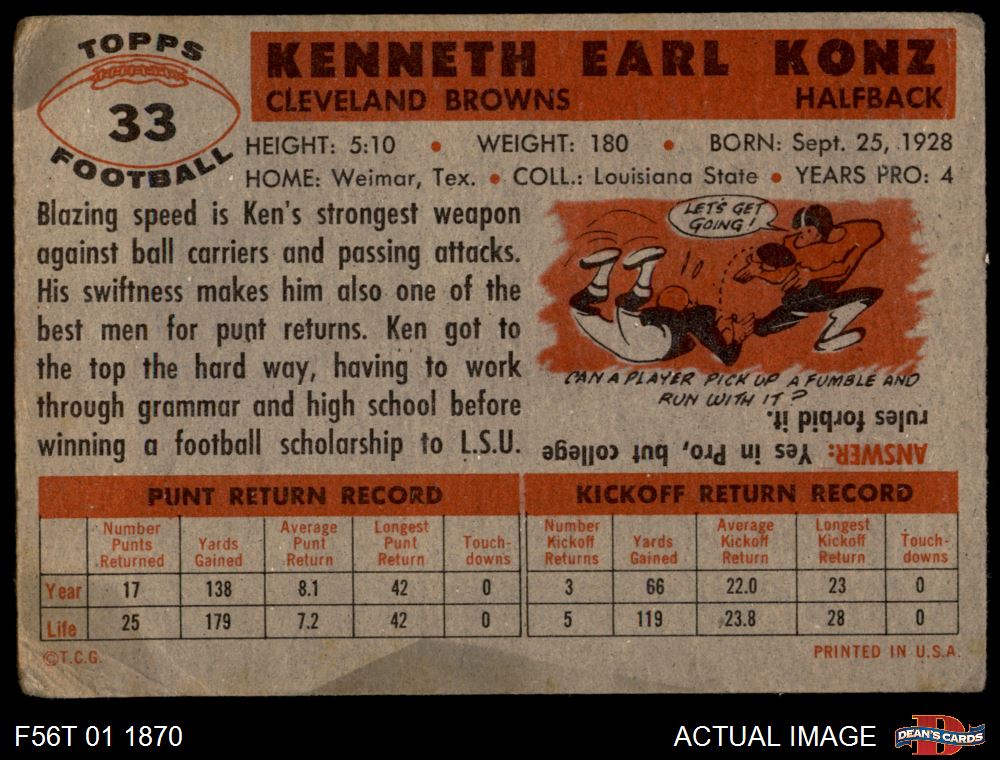 TOPPS
33
FOOTBALL
KENNETH EARL KONZ
CLEVELAND BROWNS HALFBACK
HEIGHT: 5:10 • WEIGHT: 180 • BORN: Sept. 25, 1928
HOME: Weimar, Tex. • COLL.: Louisiana State • YEARS PRO: 4
Blazing speed is Ken's strongest weapon
against ball carriers and passing attacks.
His swiftness makes him also one of the
best men for punt returns. Ken got to
the top the hard way, having to work
through grammar and high school before
winning a football scholarship to L.S.U.
LET'S GET
GOING!
CAN A PLAYER PICK UP A FUMBLE AND
RUN WITH IT?
ANSWER: Yes in Pro, but college
rules forbid it.
PUNT RETURN RECORD
Number Punts Returned Yards Gained Average Punt Return Longest Punt Return Touch-downs
Year 17 138 8.1 42 0
Life 25 179 7.2 42 0
KICKOFF RETURN RECORD
Number Kickoff Returns Yards Gained Average Kickoff Return Longest Kickoff Return Touch-downs
3 66 22.0 23 0
5 119 23.8 28 0
©T.C.G. PRINTED IN U.S.A.
F56T 01 1870 ACTUAL IMAGE
D
DEAN'S CARDS